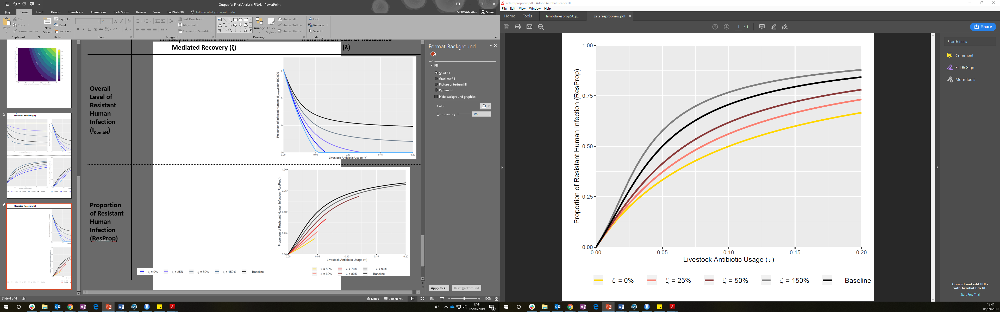 Output for Final Analysis FINAL - PowerPoint
File Home Insert Design Transitions Animations Slide Show Review View EndNote X8 Tell me what you want to do... MORGAN Alex Share
Paste
Cut
Copy
Format Painter
Clipboard
New Slide
Layout
Reset
Section
Slides
21
B I U S abc AV Aa A
Font
Text Direction
Align Text
Convert to SmartArt
Paragraph
Arrange
Quick Styles
Shape Fill
Shape Outline
Shape Effects
Drawing
Find
Replace
Select
Editing
5
Mediated Recovery (ζ)
6
Mediated Recovery (ζ)
Efficacy of Livestock Antibiotic-
Mediated Recovery (ζ)
Transmission Cost of Resistance
(λ)
Overall
Level of
Resistant
Human
Infection
(ICombH)
Proportion of Infected Humans (ICombH) per 100,000
3
2
1
0
0.00 0.05 0.10 0.15 0.20
Livestock Antibiotic Usage (τ)
Proportion
of Resistant
Human
Infection
(ResProp)
Proportion of Resistant Human Infection (ResProp)
1.00
0.75
0.50
0.25
0.00
0.00 0.05 0.10 0.15 0.20
Livestock Antibiotic Usage (τ)
ζ = 0% ζ = 25% ζ = 50% ζ = 150% Baseline
λ = 50% λ = 70% λ = 90%
λ = 60% λ = 80% Baseline
Format Background
Fill
Solid fill
Gradient fill
Picture or texture fill
Pattern fill
Hide background graphics
Color
Transparency 0%
Apply to All Reset Background
Slide 6 of 6
Notes Comments 100%
17:44
05/09/2019
zetarespropnew.pdf - Adobe Acrobat Reader DC
File Edit View Window Help
Home Tools lambdaresprop50.p... zetarespropnew.pdf
1 / 1
Share
Search tools
Comment
Fill & Sign
More Tools
Convert and edit PDFs
with Acrobat Pro DC
Start Free Trial
Proportion of Resistant Human Infection (ResProp)
1.00
0.75
0.50
0.25
0.00
0.00 0.05 0.10 0.15 0.20
Livestock Antibiotic Usage (τ)
ζ = 0% ζ = 25% ζ = 50% ζ = 150% Baseline
17:44
05/09/2019